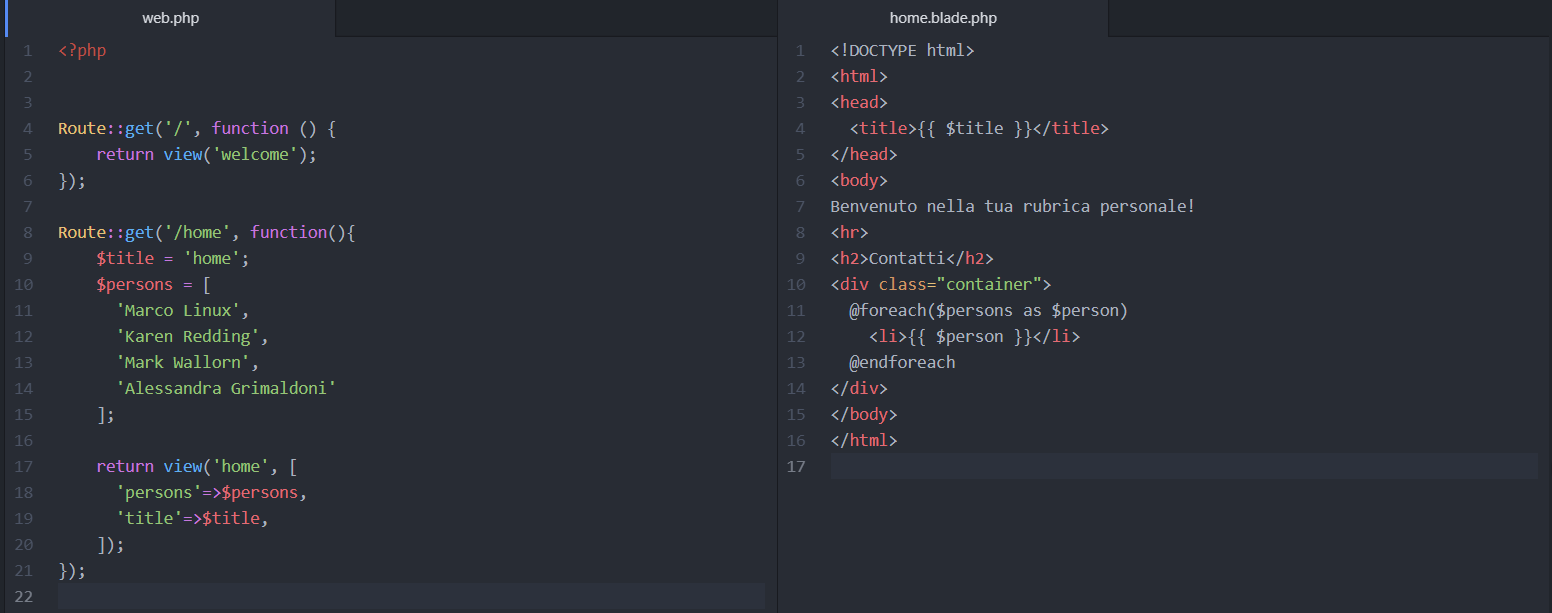 web.php
1 <?php
2
3
4 Route::get('/', function () {
5     return view('welcome');
6 });
7
8 Route::get('/home', function(){
9     $title = 'home';
10     $persons = [
11       'Marco Linux',
12       'Karen Redding',
13       'Mark Wallorn',
14       'Alessandra Grimaldoni'
15     ];
16
17     return view('home', [
18       'persons'=>$persons,
19       'title'=>$title,
20     ]);
21 });
22
home.blade.php
1 <!DOCTYPE html>
2 <html>
3 <head>
4   <title>{{ $title }}</title>
5 </head>
6 <body>
7 Benvenuto nella tua rubrica personale!
8 <hr>
9 <h2>Contatti</h2>
10 <div class="container">
11   @foreach($persons as $person)
12     <li>{{ $person }}</li>
13   @endforeach
14 </div>
15 </body>
16 </html>
17